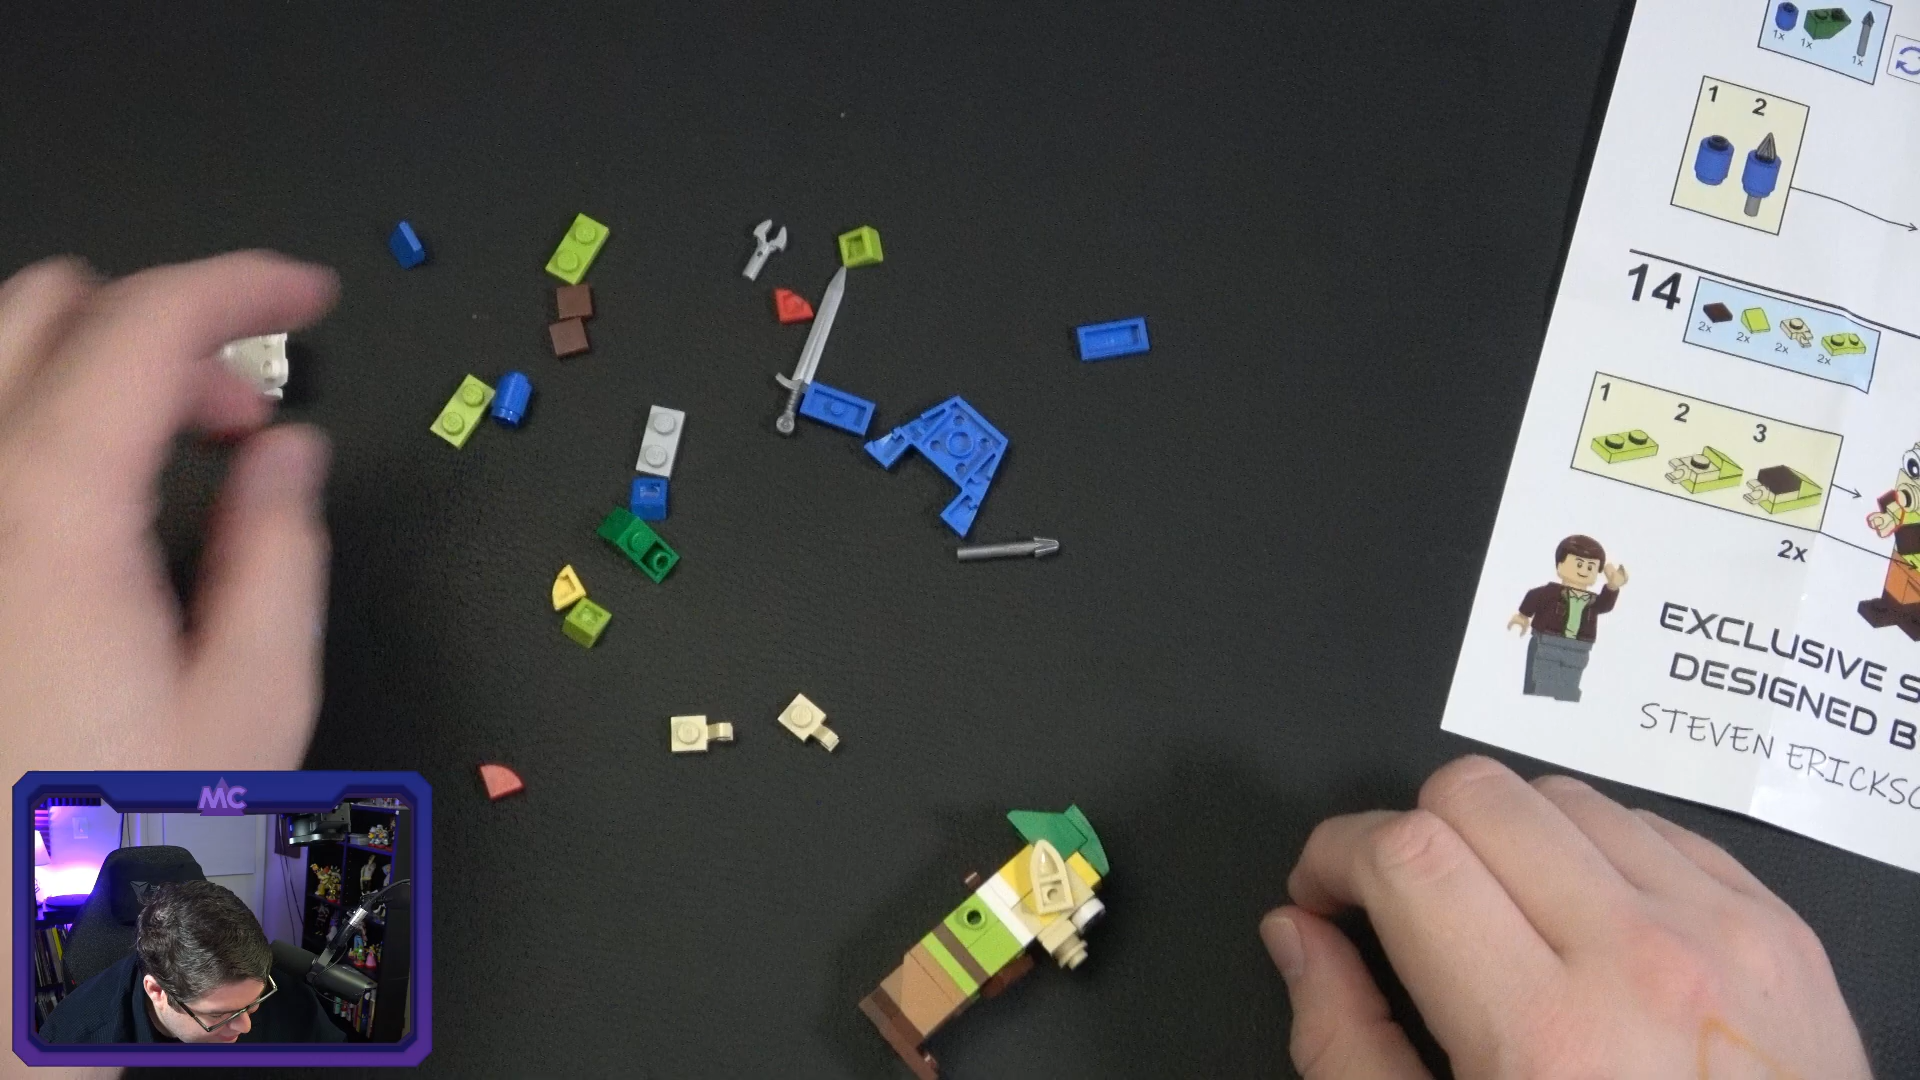 1x
1x
1x
1 2
14
2x
2x
2x
2x
1
2
3
2x
EXCLUSIVE S
DESIGNED B
STEVEN ERICKSO
MC